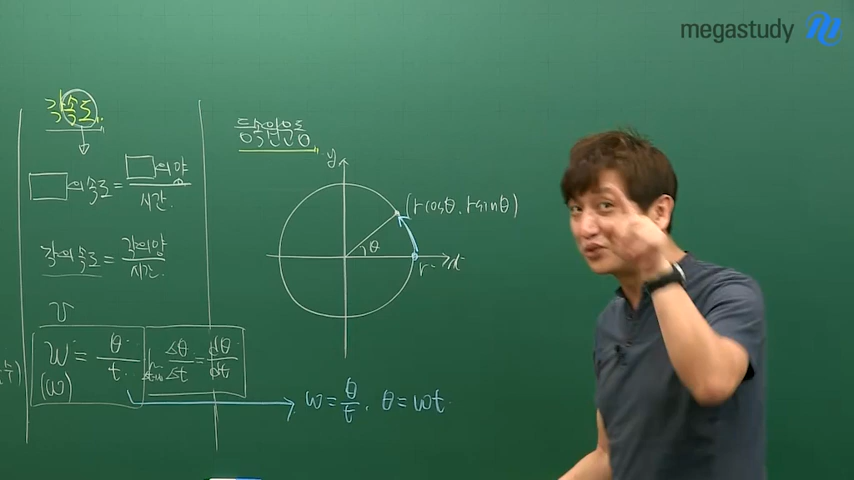 megastudy
각속도
□의 속도 = □의 양 / 시간.
각의 속도 = 각의 양 / 시간.
v
w = θ / t
Δθ / Δt = dθ / dt
(ω)
등속원운동
y
(r cosθ, r sinθ)
θ
r
x
w = θ / t, θ = wt